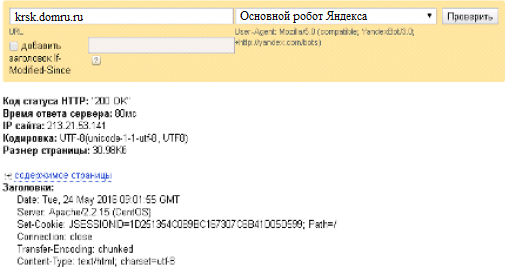 krsk.domru.ru Основной робот Яндекса Проверить
URL User-Agent: Mozilla/5.0 (compatible; YandexBot/3.0;
добавить +http://yandex.com/bots)
заголовок If-
Modified-Since ?
Код статуса HTTP: "200 OK"
Время ответа сервера: 80мс
IP сайта: 213.21.53.141
Кодировка: UTF-8(unicode-1-1-utf-8, UTF8)
Размер страницы: 30.98Кб
содержимое страницы
Заголовки:
Date: Tue, 24 May 2016 09:01:55 GMT
Server: Apache/2.2.15 (CentOS)
Set-Cookie: Path=/
Connection: close
Transfer-Encoding: chunked
Content-Type: text/html; charset=utf-8